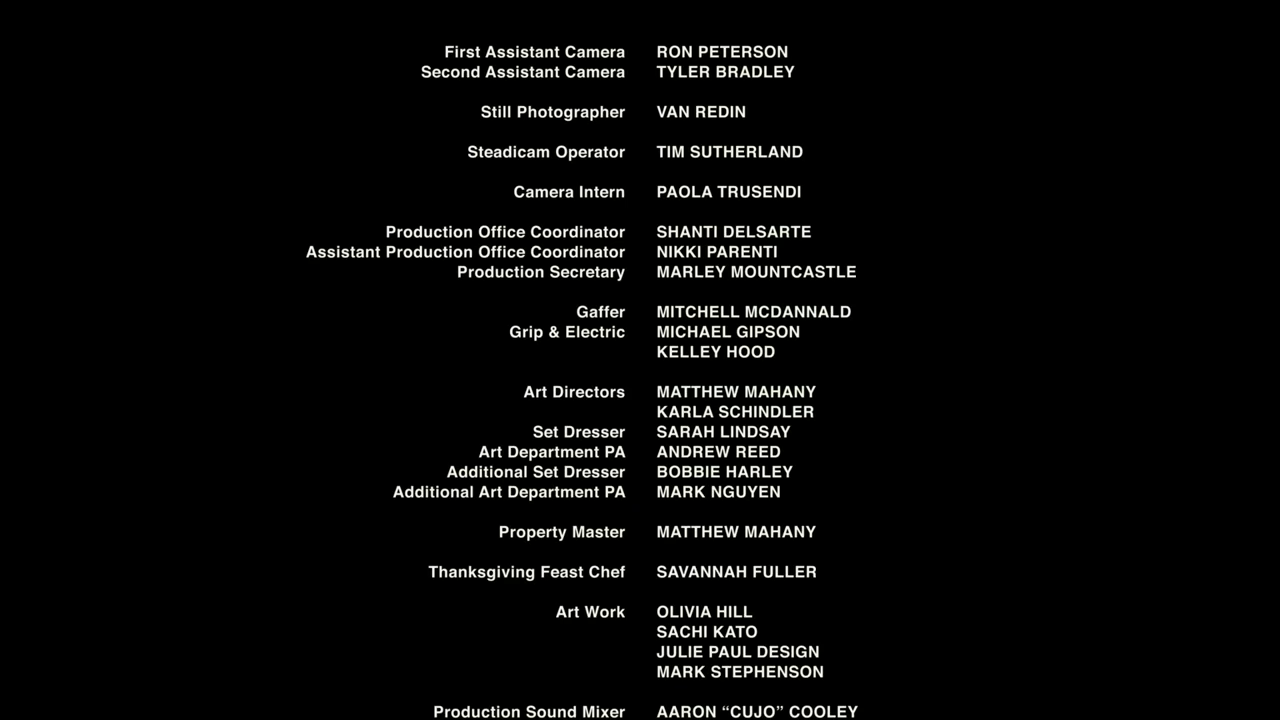 First Assistant Camera RON PETERSON
Second Assistant Camera TYLER BRADLEY
Still Photographer VAN REDIN
Steadicam Operator TIM SUTHERLAND
Camera Intern PAOLA TRUSENDI
Production Office Coordinator SHANTI DELSARTE
Assistant Production Office Coordinator NIKKI PARENTI
Production Secretary MARLEY MOUNTCASTLE
Gaffer MITCHELL MCDANNALD
Grip & Electric MICHAEL GIPSON
KELLEY HOOD
Art Directors MATTHEW MAHANY
KARLA SCHINDLER
Set Dresser SARAH LINDSAY
Art Department PA ANDREW REED
Additional Set Dresser BOBBIE HARLEY
Additional Art Department PA MARK NGUYEN
Property Master MATTHEW MAHANY
Thanksgiving Feast Chef SAVANNAH FULLER
Art Work OLIVIA HILL
SACHI KATO
JULIE PAUL DESIGN
MARK STEPHENSON
Production Sound Mixer AARON “CUJO” COOLEY